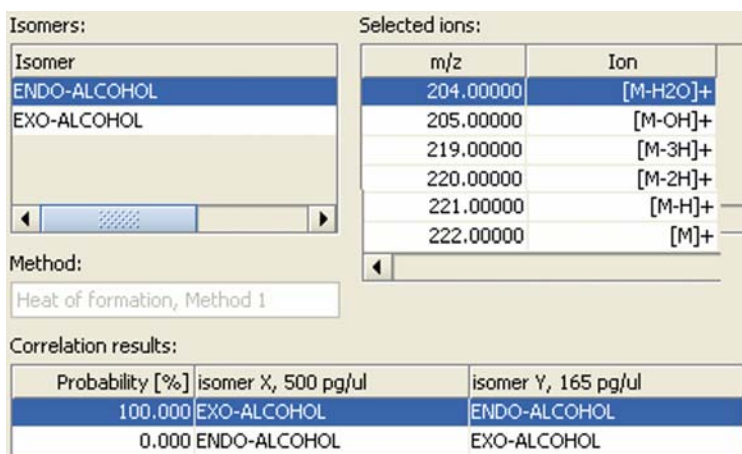 Isomers: Selected ions:
Isomer m/z Ion
ENDO-ALCOHOL 204.00000 [M-H2O]+
EXO-ALCOHOL 205.00000 [M-OH]+
219.00000 [M-3H]+
220.00000 [M-2H]+
221.00000 [M-H]+
222.00000 [M]+
Method:
Heat of formation, Method 1
Correlation results:
Probability [%] isomer X, 500 pg/ul isomer Y, 165 pg/ul
100.000 EXO-ALCOHOL ENDO-ALCOHOL
0.000 ENDO-ALCOHOL EXO-ALCOHOL